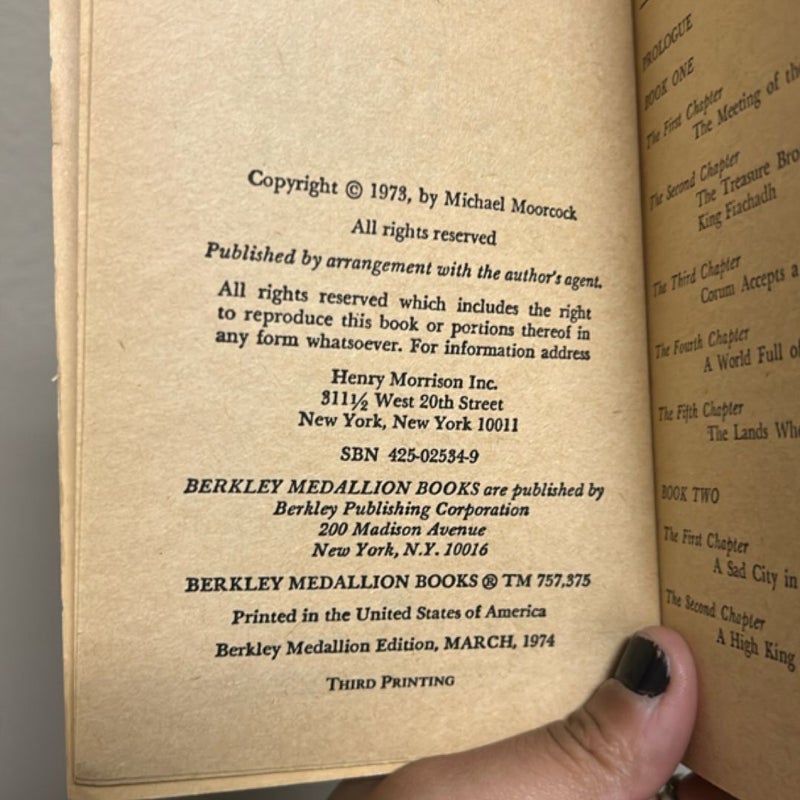 Copyright © 1973, by Michael Moorcock
All rights reserved
Published by arrangement with the author's agent.
All rights reserved which includes the right
to reproduce this book or portions thereof in
any form whatsoever. For information address
Henry Morrison Inc.
311½ West 20th Street
New York, New York 10011
SBN 425-02534-9
BERKLEY MEDALLION BOOKS are published by
Berkley Publishing Corporation
200 Madison Avenue
New York, N.Y. 10016
BERKLEY MEDALLION BOOKS ® TM 757,375
Printed in the United States of America
Berkley Medallion Edition, MARCH, 1974
THIRD PRINTING
PROLOGUE
BOOK ONE
The First Chapter
The Meeting of the
The Second Chapter
The Treasure Bro
King Fiachadh
The Third Chapter
Corum Accepts a
The Fourth Chapter
A World Full of
The Fifth Chapter
The Lands Whe
BOOK TWO
The First Chapter
A Sad City in
The Second Chapter
A High King